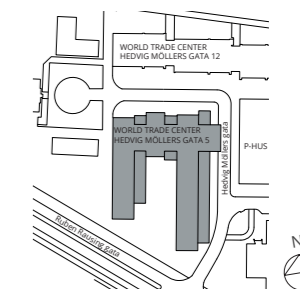 WORLD TRADE CENTER
HEDVIG MÖLLERS GATA 12
WORLD TRADE CENTER
HEDVIG MÖLLERS GATA 5
Hedvig Möllers gata
P-HUS
Ruben Rausing gata
N